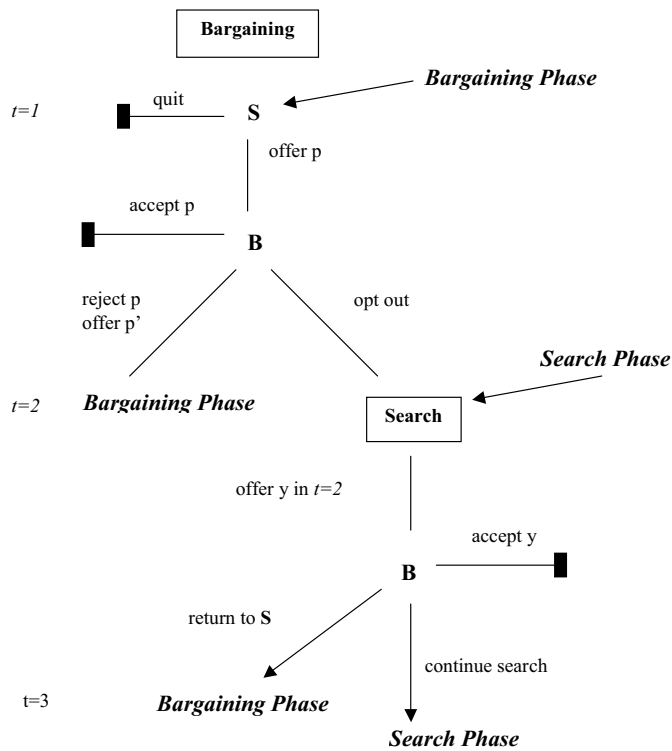 Bargaining
Bargaining Phase
t=1
quit
S
offer p
accept p
B
reject p
offer p’
opt out
Search Phase
t=2
Bargaining Phase
Search
offer y in t=2
accept y
B
return to S
continue search
t=3
Bargaining Phase
Search Phase